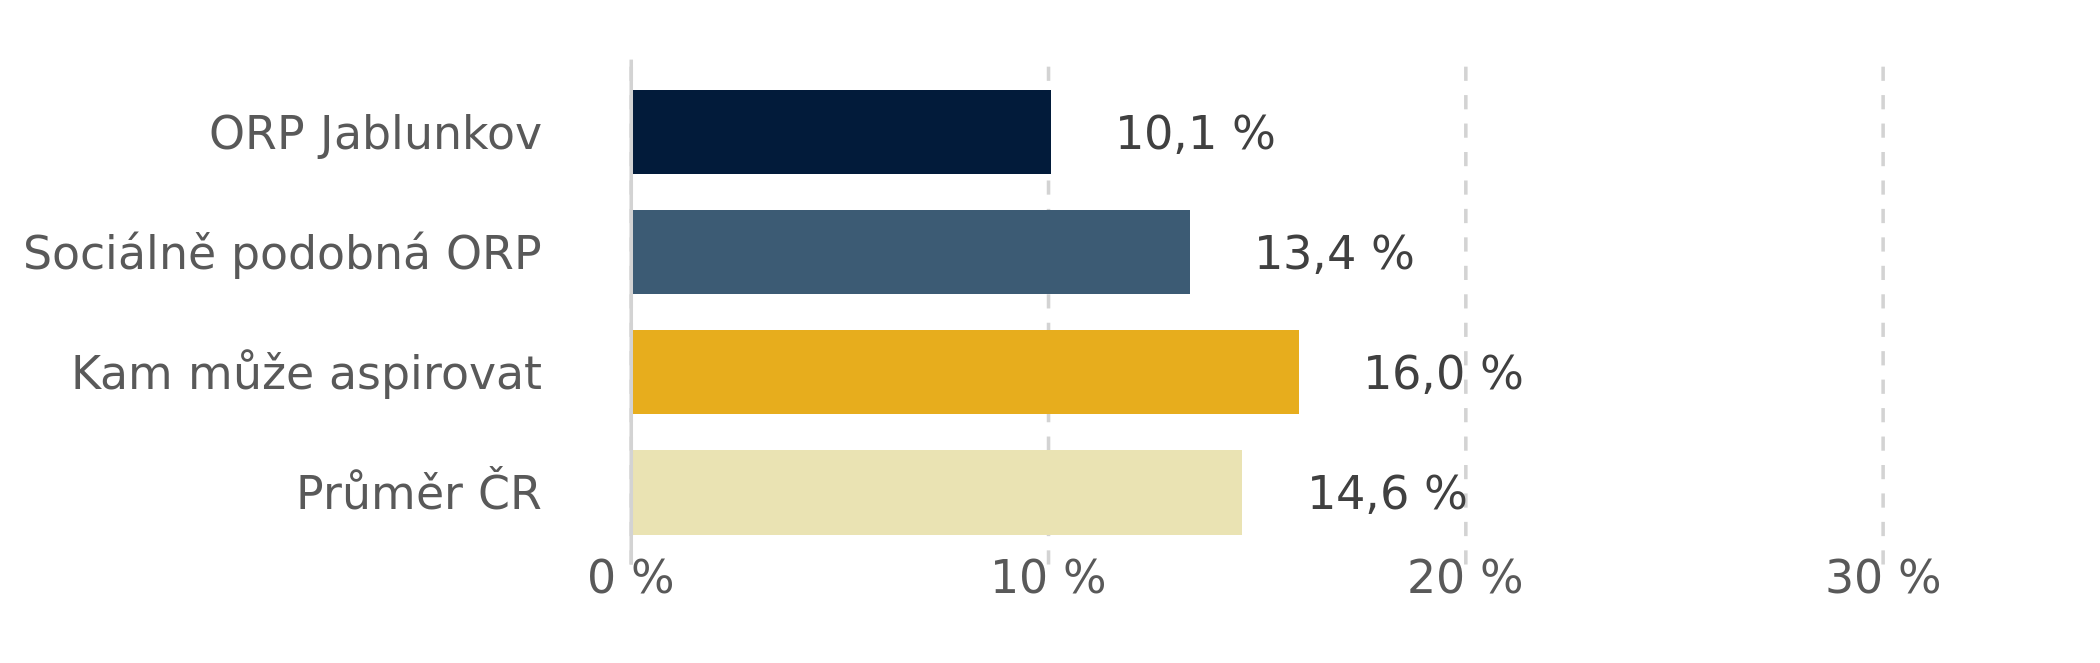 ORP Jablunkov 10,1 %
Sociálně podobná ORP 13,4 %
Kam může aspirovat 16,0 %
Průměr ČR 14,6 %
0 % 10 % 20 % 30 %